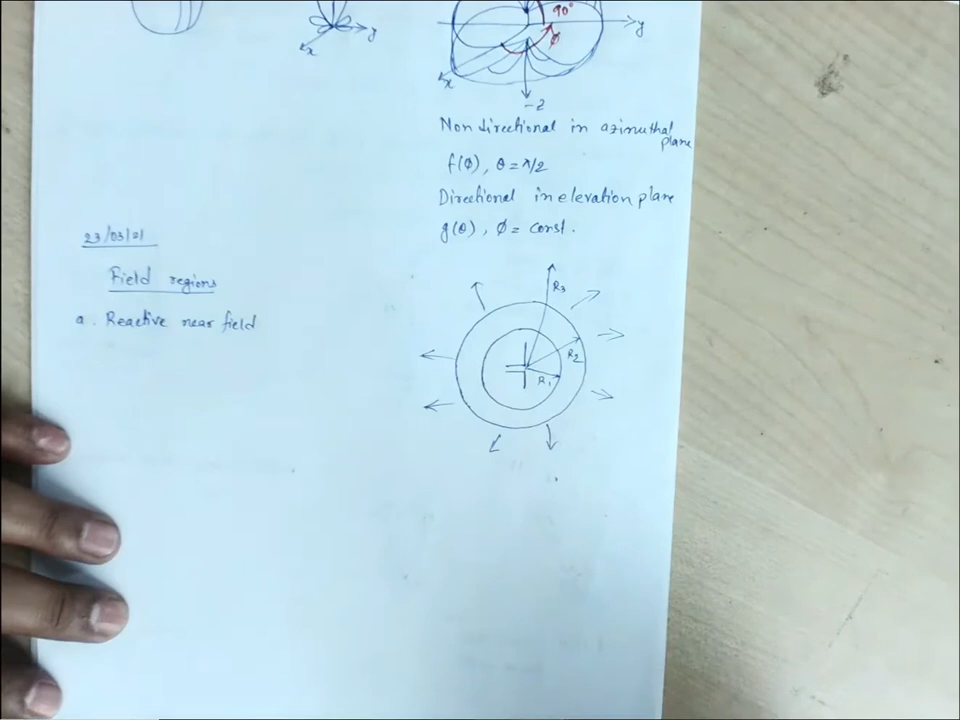 90°
y
y
φ
x
x
-z
Non directional in azimuthal plane
f(φ), θ = π/2
Directional in elevation plane
g(θ), φ = const.
23/03/21
Field regions
a. Reactive near field
R3
R2
R1